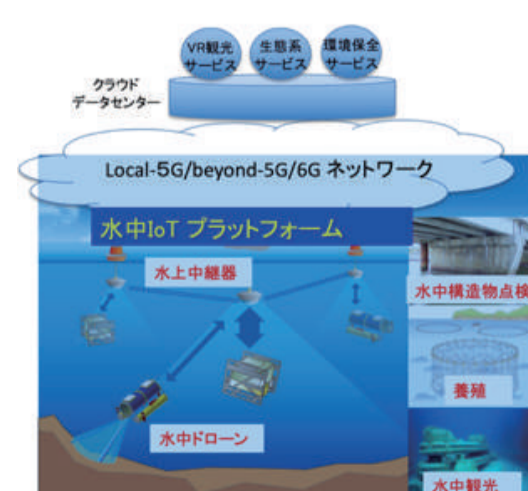 VR観光
サービス
生態系
サービス
環境保全
サービス
クラウド
データセンター
Local-5G/beyond-5G/6G ネットワーク
水中IoT プラットフォーム
水上中継器
水中構造物点検
養殖
水中ドローン
水中観光